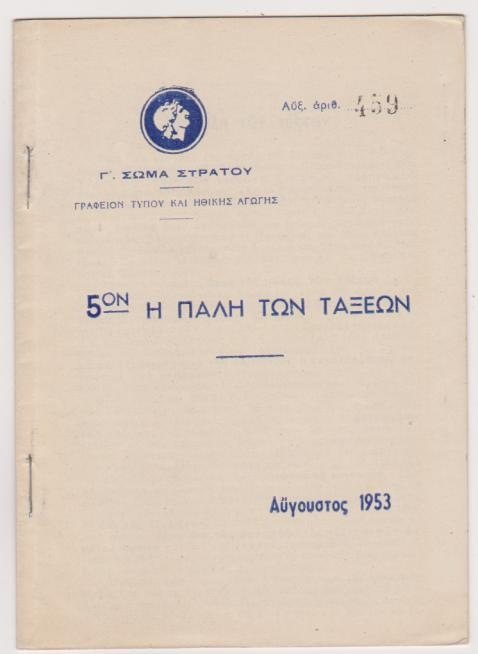 Αὔξ. ἀριθ. 459
Γ'. ΣΩΜΑ ΣΤΡΑΤΟΥ
ΓΡΑΦΕΙΟΝ ΤΥΠΟΥ ΚΑΙ ΗΘΙΚΗΣ ΑΓΩΓΗΣ
5ΟΝ Η ΠΑΛΗ ΤΩΝ ΤΑΞΕΩΝ
Αὔγουστος 1953